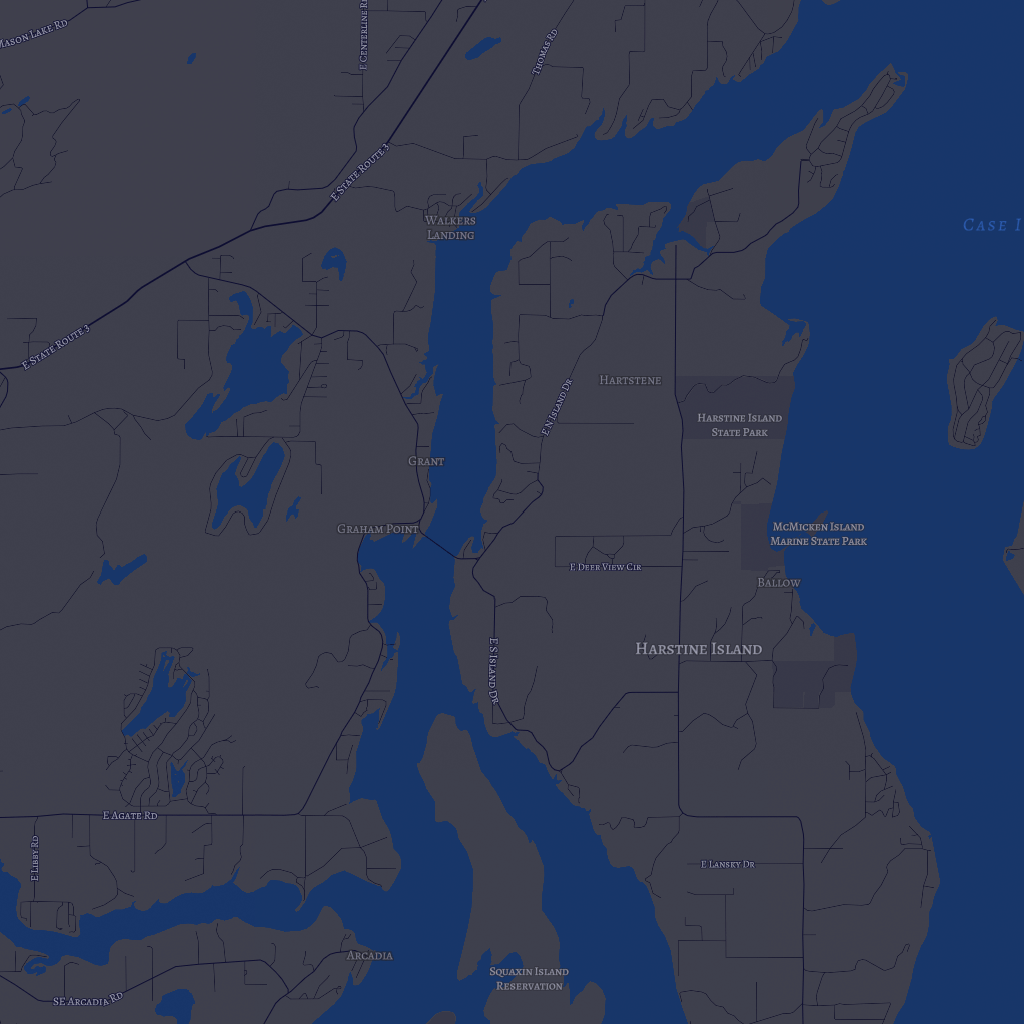 Mason Lake Rd
E Centerline R
Thomas Rd
E State Route 3
Walkers
Landing
Case I
E State Route 3
Hartstene
E N Island Dr
Harstine Island
State Park
Grant
Graham Point
McMicken Island
Marine State Park
E Deer View Cir
Ballow
Harstine Island
E S Island Dr
E Agate Rd
E Libby Rd
E Lansky Dr
Arcadia
Squaxin Island
Reservation
SE Arcadia Rd